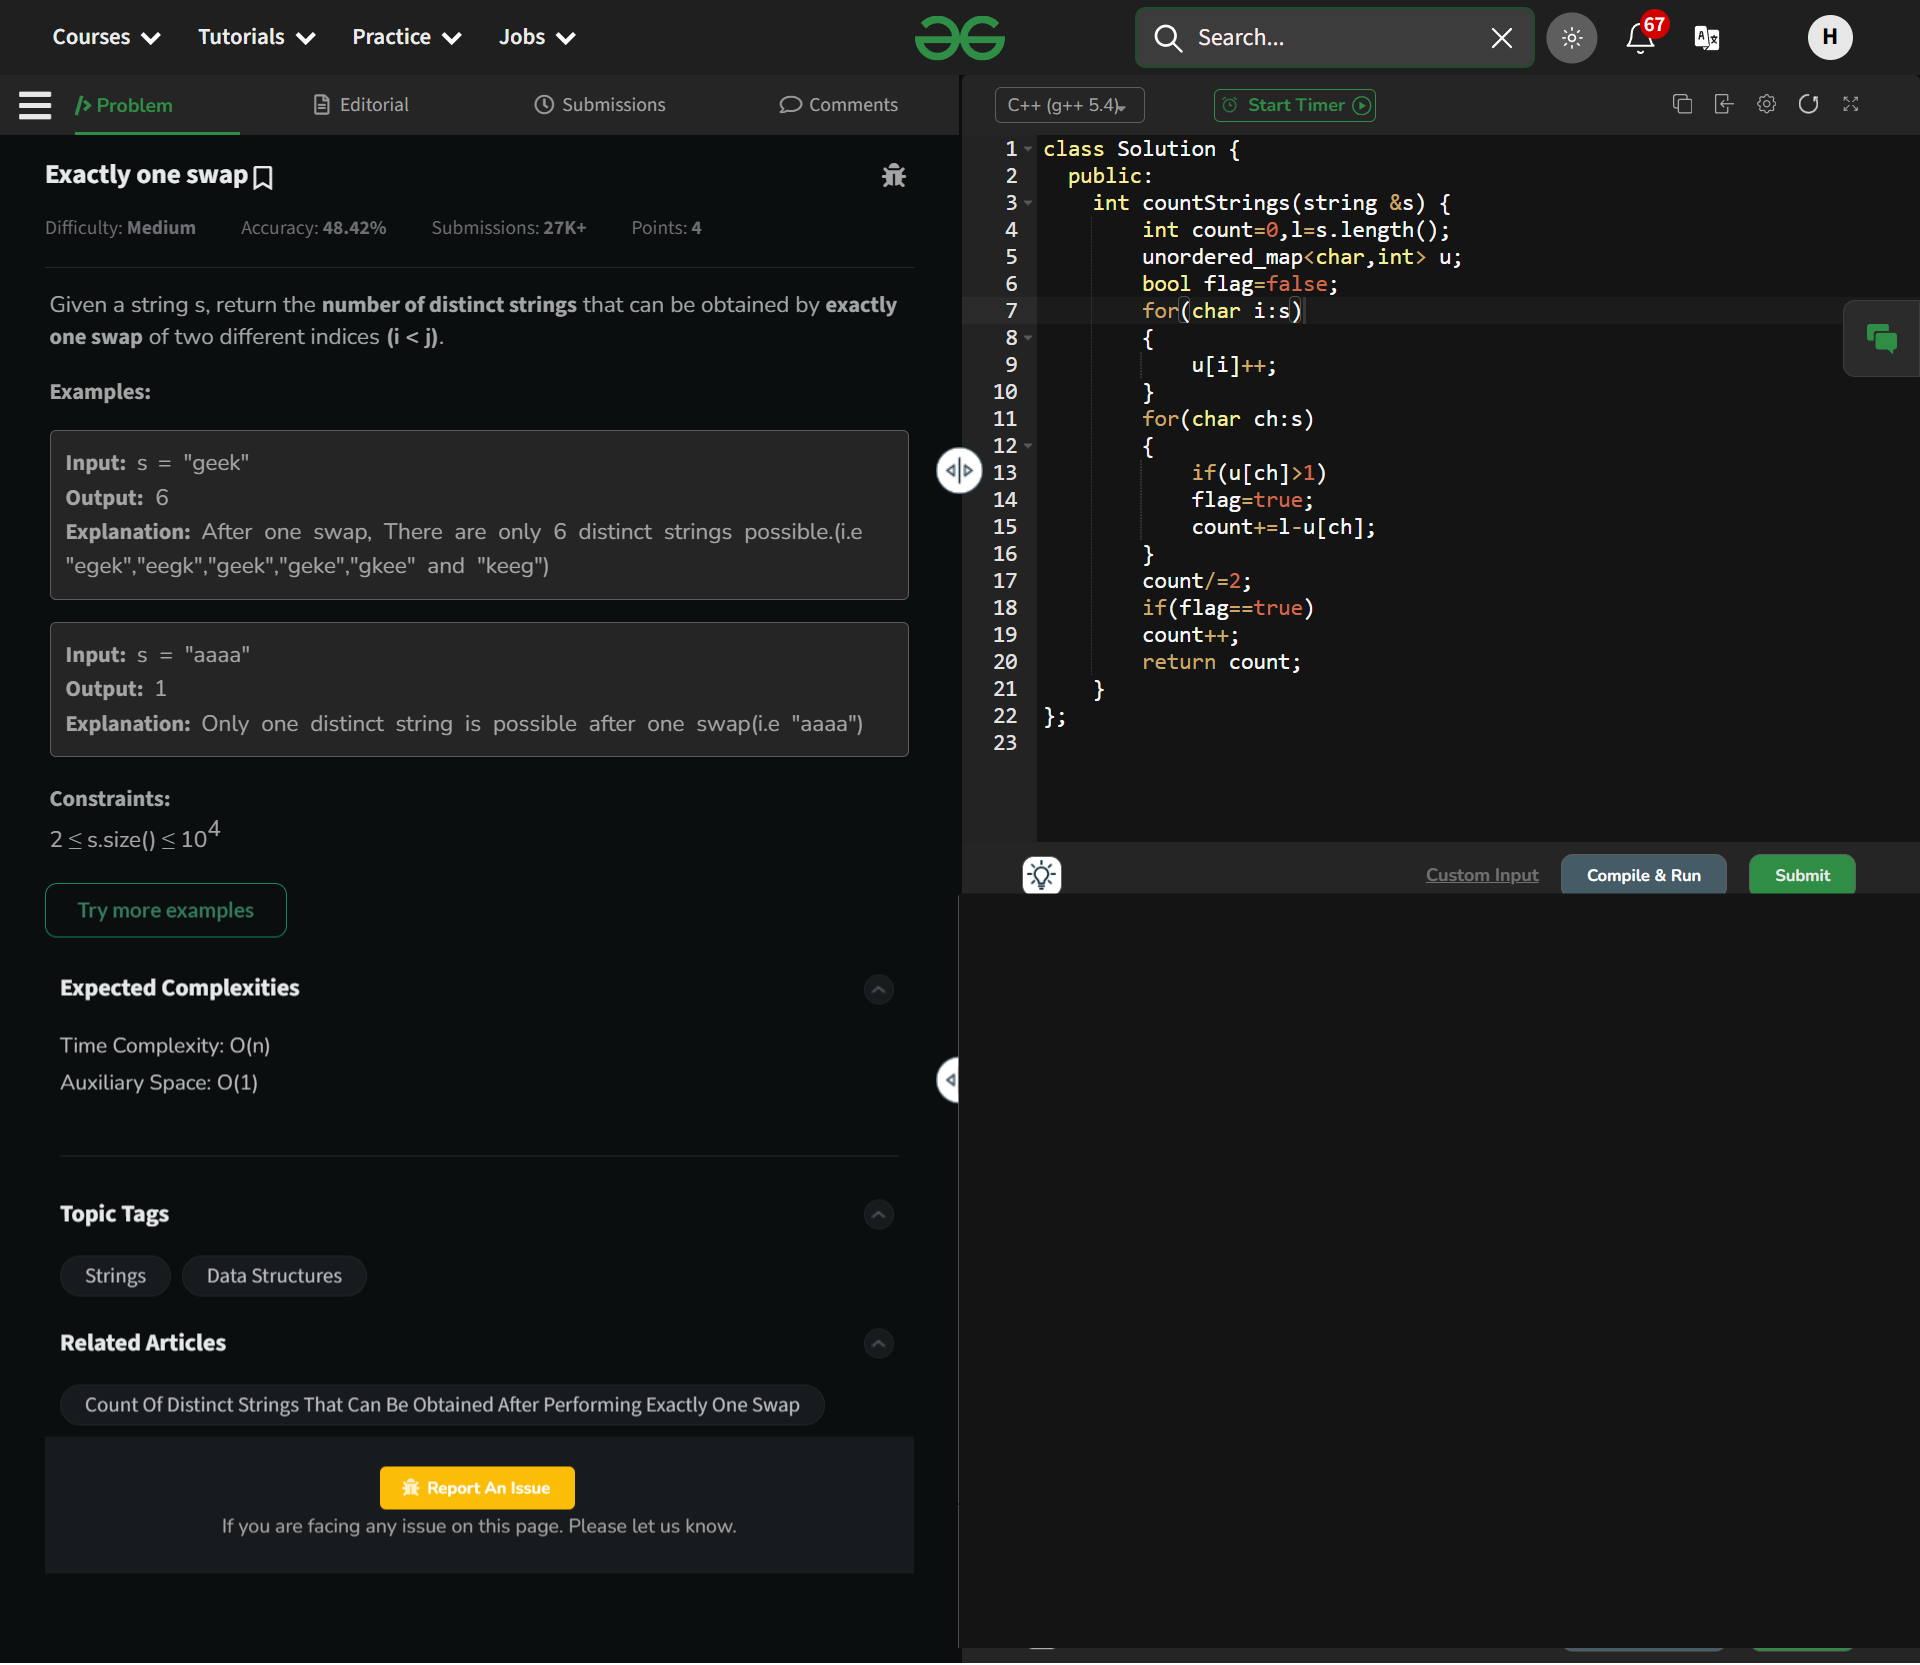 Courses Tutorials Practice Jobs
Search...
67
H
Problem Editorial Submissions Comments
Exactly one swap
Difficulty: Medium Accuracy: 48.42% Submissions: 27K+ Points: 4
Given a string s, return the number of distinct strings that can be obtained by exactly
one swap of two different indices (i < j).
Examples:
Input: s = "geek"
Output: 6
Explanation: After one swap, There are only 6 distinct strings possible.(i.e
"egek","eegk","geek","geke","gkee" and "keeg")
Input: s = "aaaa"
Output: 1
Explanation: Only one distinct string is possible after one swap(i.e "aaaa")
Constraints:
2 ≤ s.size() ≤ 10^4
Try more examples
Expected Complexities
Time Complexity: O(n)
Auxiliary Space: O(1)
Topic Tags
Strings Data Structures
Related Articles
Count Of Distinct Strings That Can Be Obtained After Performing Exactly One Swap
Report An Issue
If you are facing any issue on this page. Please let us know.
C++ (g++ 5.4) Start Timer
1 class Solution {
2 public:
3 int countStrings(string &s) {
4 int count=0,l=s.length();
5 unordered_map<char,int> u;
6 bool flag=false;
7 for(char i:s)
8 {
9 u[i]++;
10 }
11 for(char ch:s)
12 {
13 if(u[ch]>1)
14 flag=true;
15 count+=l-u[ch];
16 }
17 count/=2;
18 if(flag==true)
19 count++;
20 return count;
21 }
22 };
23
Custom Input Compile & Run Submit